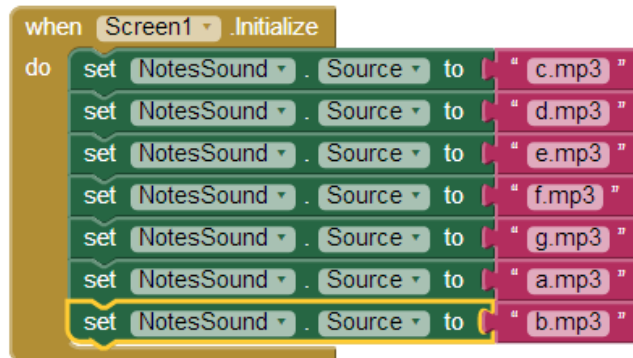 when Screen1 .Initialize
do set NotesSound . Source to " c.mp3 "
set NotesSound . Source to " d.mp3 "
set NotesSound . Source to " e.mp3 "
set NotesSound . Source to " f.mp3 "
set NotesSound . Source to " g.mp3 "
set NotesSound . Source to " a.mp3 "
set NotesSound . Source to " b.mp3 "